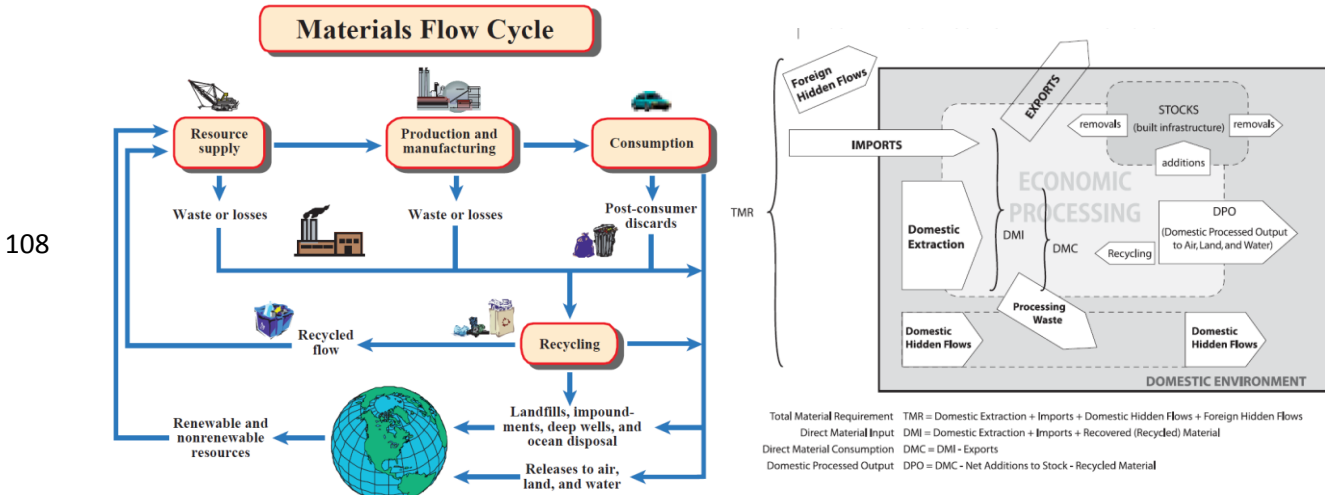 108
Materials Flow Cycle
Resource
supply
Production and
manufacturing
Consumption
Waste or losses
Waste or losses
Post-consumer
discards
Recycled
flow
Recycling
Renewable and
nonrenewable
resources
Landfills, impound-
ments, deep wells, and
ocean disposal
Releases to air,
land, and water
Foreign
Hidden Flows
EXPORTS
STOCKS
(built infrastructure)
removals
removals
additions
IMPORTS
ECONOMIC
PROCESSING
TMR
Domestic
Extraction
DMI
DMC
DPO
(Domestic Processed Output
to Air, Land, and Water)
Recycling
Processing
Waste
Domestic
Hidden Flows
Domestic
Hidden Flows
DOMESTIC ENVIRONMENT
Total Material Requirement TMR = Domestic Extraction + Imports + Domestic Hidden Flows + Foreign Hidden Flows
Direct Material Input DMI = Domestic Extraction + Imports + Recovered (Recycled) Material
Direct Material Consumption DMC = DMI - Exports
Domestic Processed Output DPO = DMC - Net Additions to Stock - Recycled Material